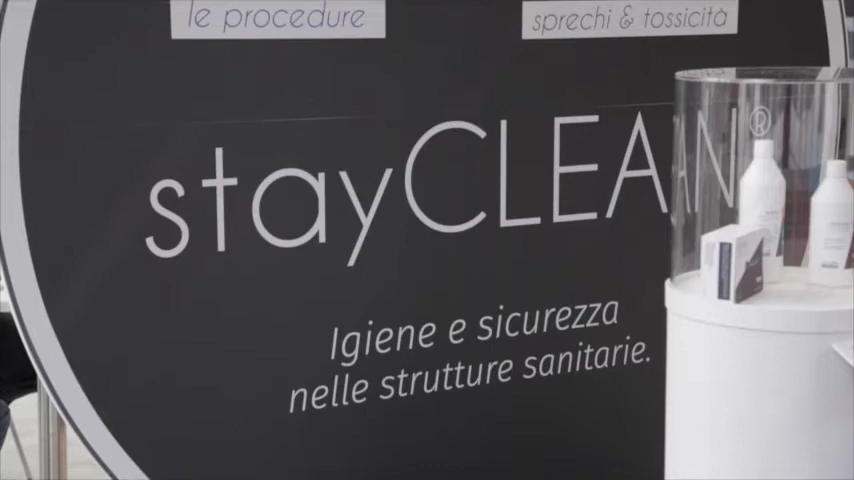 le procedure
sprechi & tossicità
stayCLEAN®
Igiene e sicurezza
nelle strutture sanitarie.